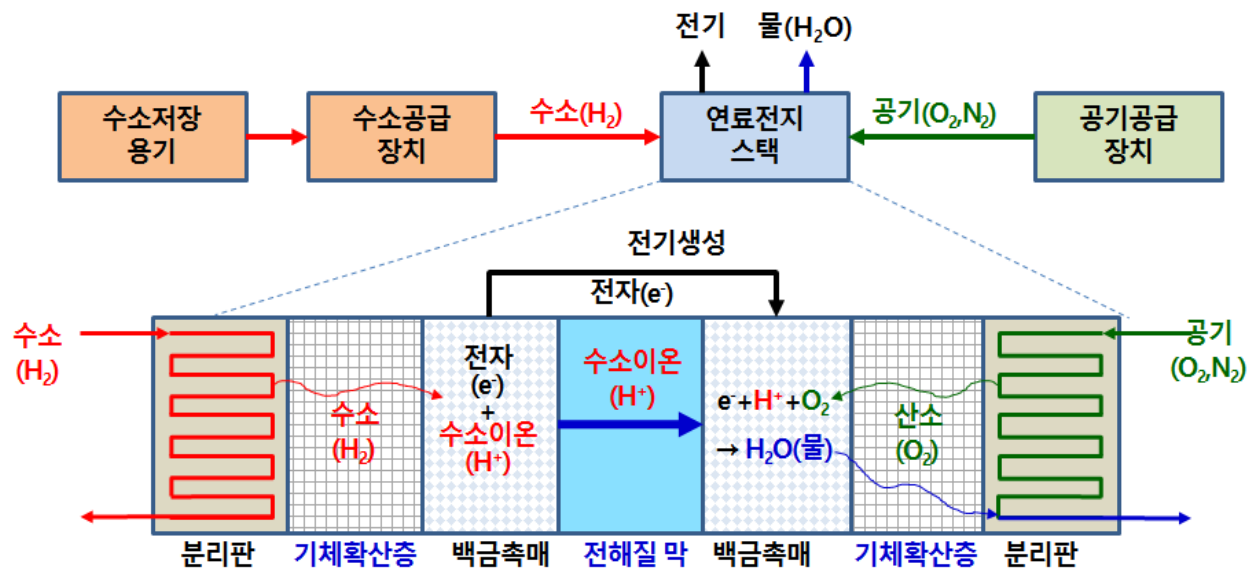 전기
물(H₂O)
수소저장
용기
수소공급
장치
수소(H₂)
연료전지
스택
공기(O₂,N₂)
공기공급
장치
전기생성
전자(e⁻)
수소
(H₂)
수소
(H₂)
전자
(e⁻)
+
수소이온
(H⁺)
수소이온
(H⁺)
e⁻+H⁺+O₂
→ H₂O(물)
산소
(O₂)
공기
(O₂,N₂)
분리판
기체확산층
백금촉매
전해질 막
백금촉매
기체확산층
분리판